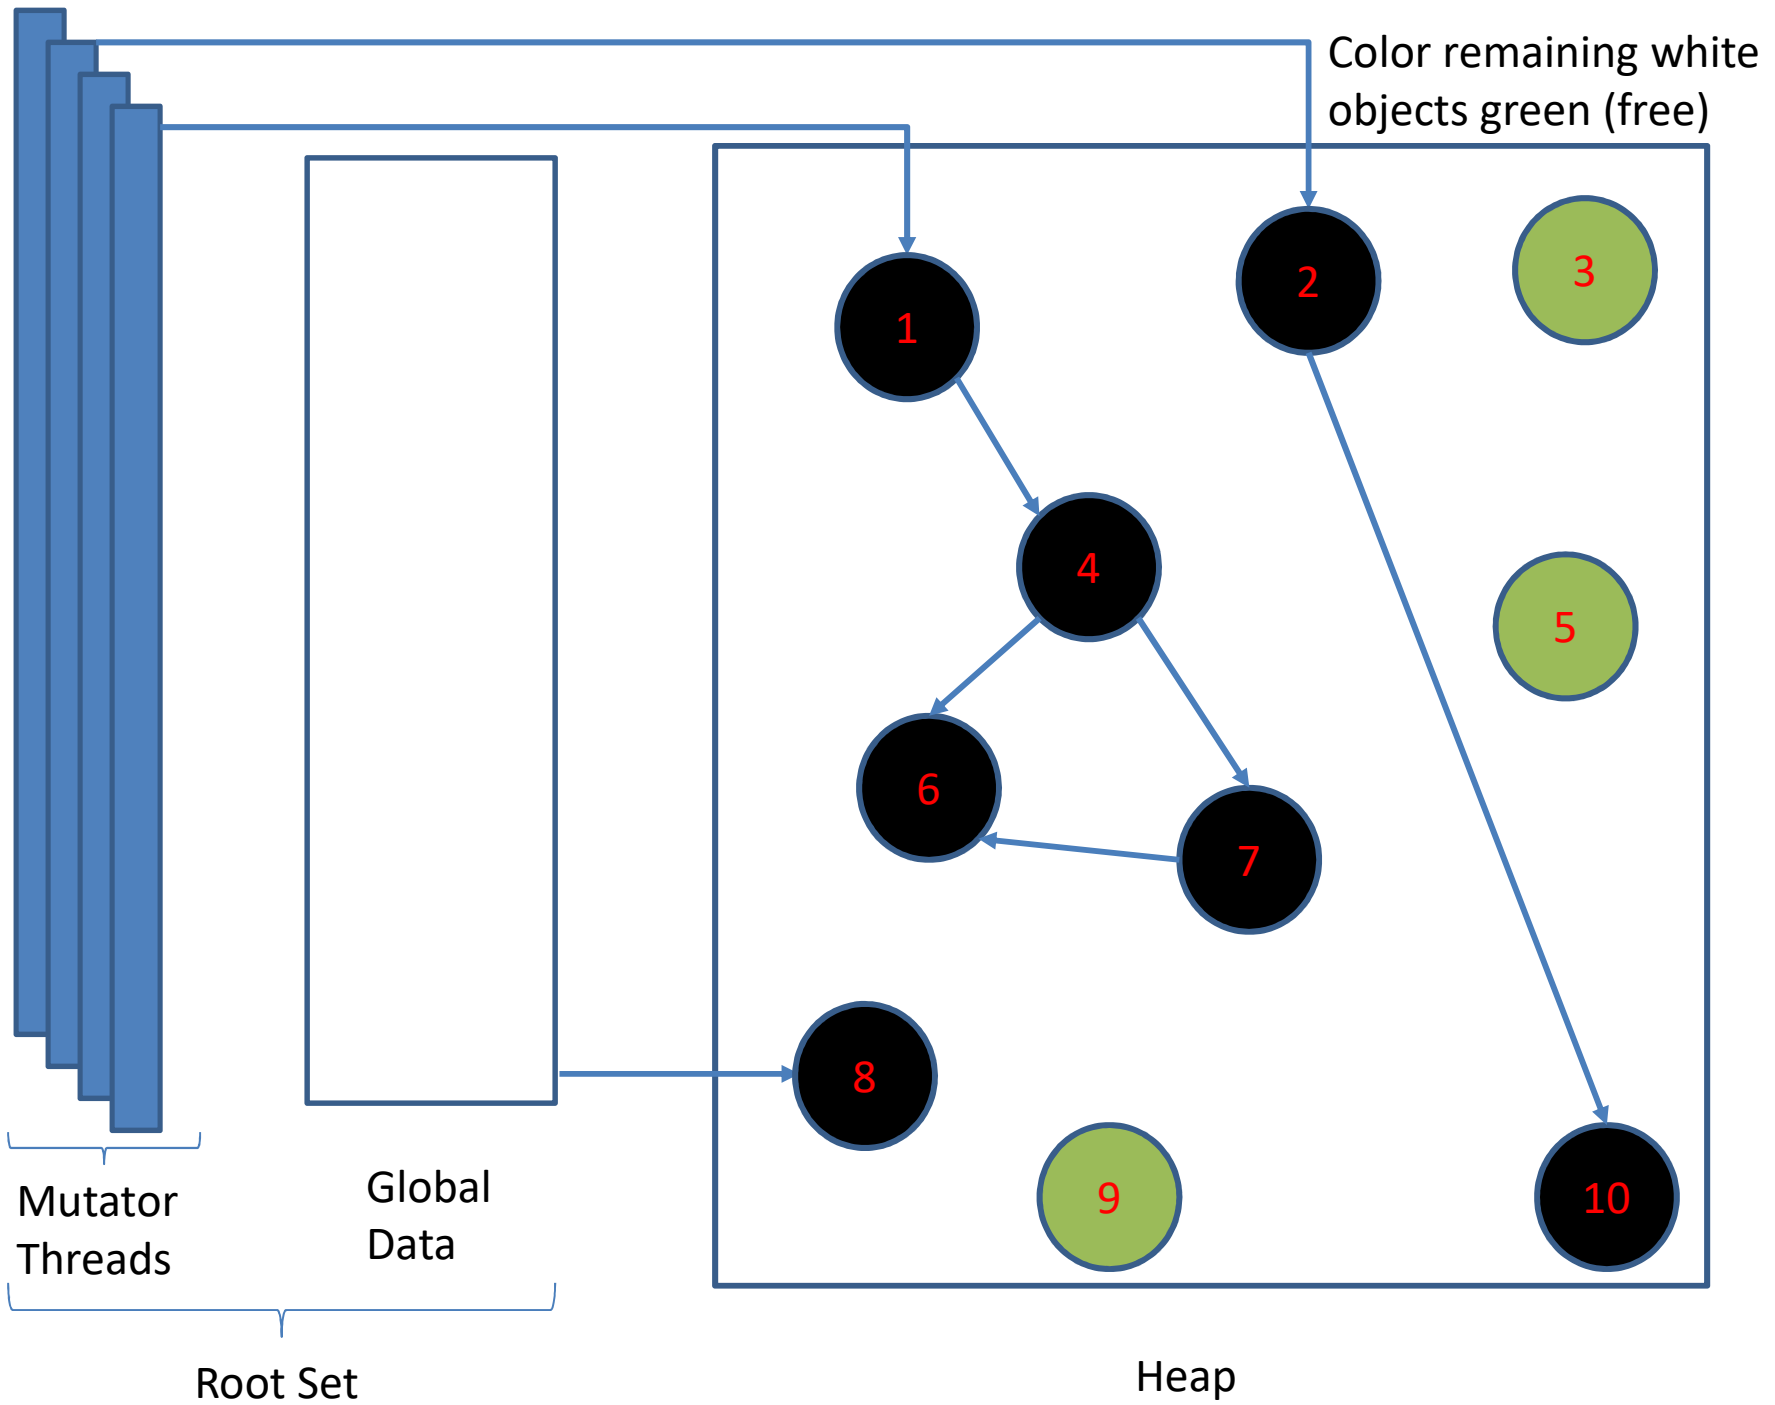 Color remaining white
objects green (free)
1
2
3
4
5
6
7
8
9
10
Mutator
Threads
Global
Data
Root Set
Heap